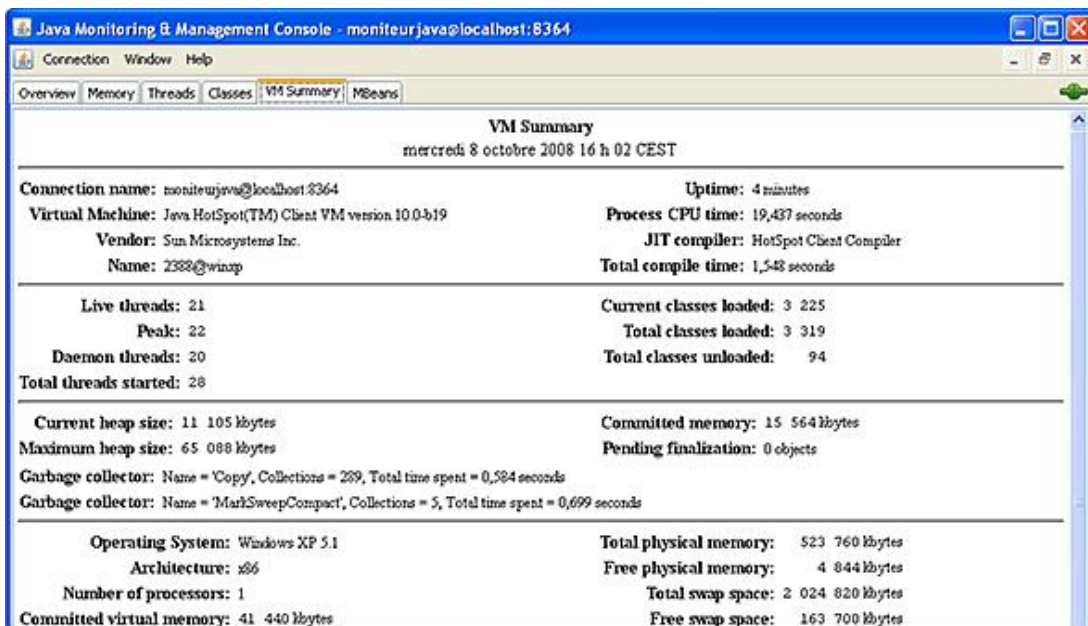 Java Monitoring & Management Console - moniteurjava@localhost:8364
Connection Window Help
Overview Memory Threads Classes VM Summary MBeans
VM Summary
mercredi 8 octobre 2008 16 h 02 CEST
Connection name: moniteurjava@localhost:8364
Virtual Machine: Java HotSpot(TM) Client VM version 10.0-b19
Vendor: Sun Microsystems Inc.
Name: 2388@winxp
Uptime: 4 minutes
Process CPU time: 19,437 seconds
JIT compiler: HotSpot Client Compiler
Total compile time: 1,548 seconds
Live threads: 21
Peak: 22
Daemon threads: 20
Total threads started: 28
Current classes loaded: 3 225
Total classes loaded: 3 319
Total classes unloaded: 94
Current heap size: 11 105 kbytes
Maximum heap size: 65 088 kbytes
Committed memory: 15 564 kbytes
Pending finalization: 0 objects
Garbage collector: Name = 'Copy', Collections = 289, Total time spent = 0,584 seconds
Garbage collector: Name = 'MarkSweepCompact', Collections = 5, Total time spent = 0,699 seconds
Operating System: Windows XP 5.1
Architecture: x86
Number of processors: 1
Committed virtual memory: 41 440 kbytes
Total physical memory: 523 760 kbytes
Free physical memory: 4 844 kbytes
Total swap space: 2 024 820 kbytes
Free swap space: 163 700 kbytes